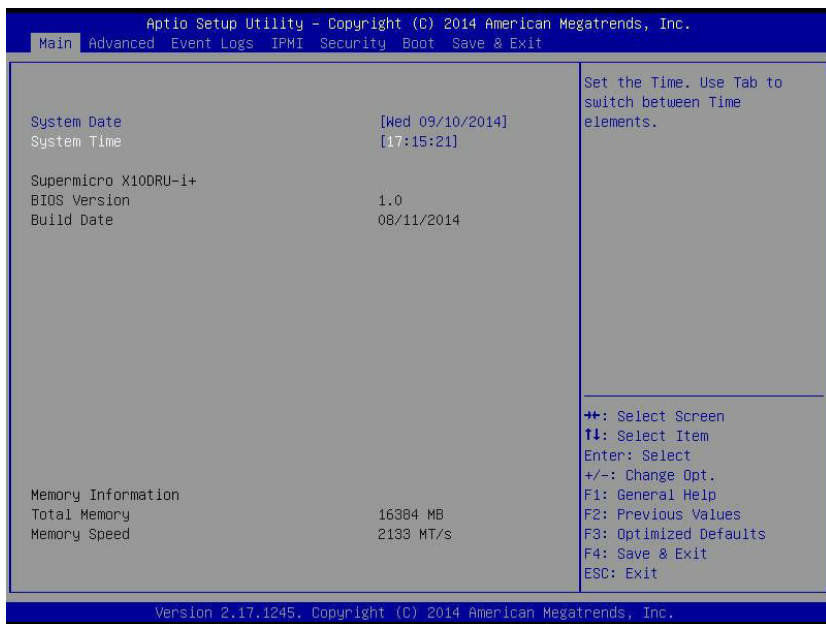 Aptio Setup Utility – Copyright (C) 2014 American Megatrends, Inc.
Main Advanced Event Logs IPMI Security Boot Save & Exit
System Date [Wed 09/10/2014]
System Time [17:15:21]
Supermicro X10DRU-i+
BIOS Version 1.0
Build Date 08/11/2014
Memory Information
Total Memory 16384 MB
Memory Speed 2133 MT/s
Set the Time. Use Tab to
switch between Time
elements.
→←: Select Screen
↑↓: Select Item
Enter: Select
+/-: Change Opt.
F1: General Help
F2: Previous Values
F3: Optimized Defaults
F4: Save & Exit
ESC: Exit
Version 2.17.1245. Copyright (C) 2014 American Megatrends, Inc.